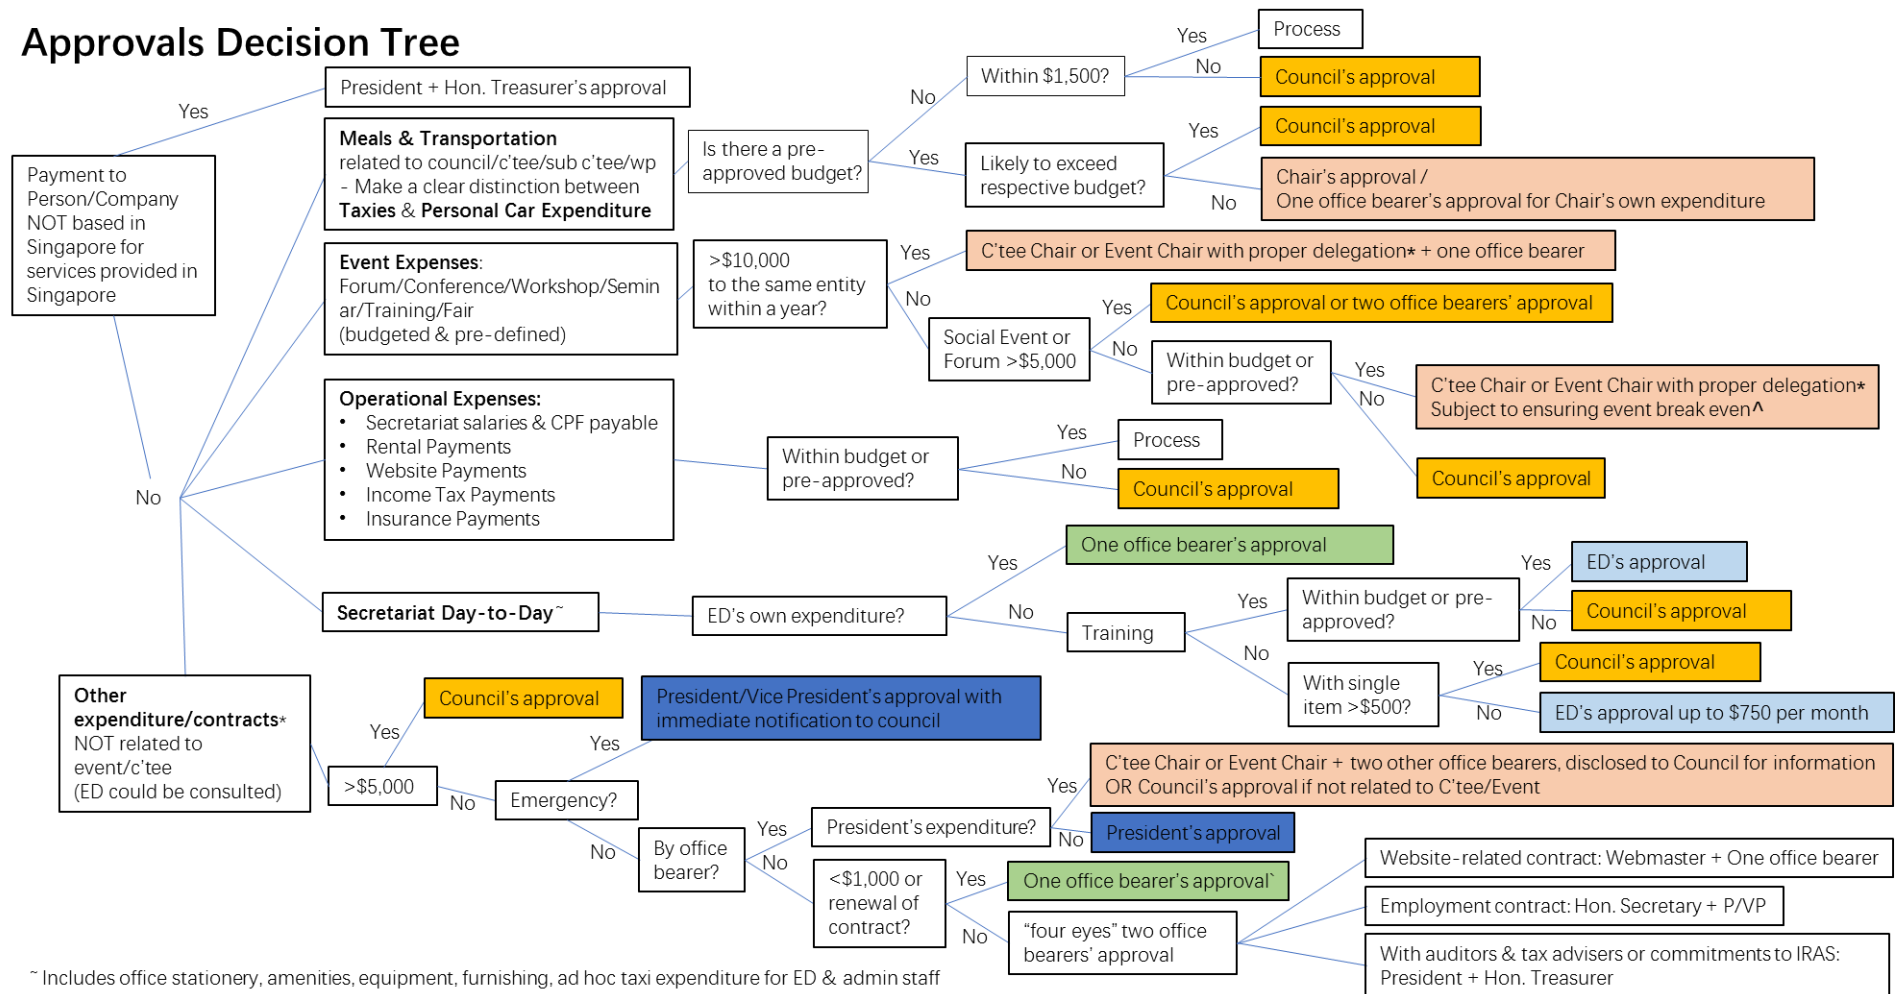 Approvals Decision Tree
Yes
President + Hon. Treasurer's approval
Payment to
Person/Company
NOT based in
Singapore for
services provided in
Singapore
No
Meals & Transportation
related to council/c'tee/sub c'tee/wp
- Make a clear distinction between
Taxies & Personal Car Expenditure
Is there a pre-
approved budget?
No
Within $1,500?
Yes
Process
No
Council's approval
Yes
Likely to exceed
respective budget?
Yes
Council's approval
No
Chair's approval /
One office bearer's approval for Chair's own expenditure
Event Expenses:
Forum/Conference/Workshop/Semin
ar/Training/Fair
(budgeted & pre-defined)
>$10,000
to the same entity
within a year?
Yes
C'tee Chair or Event Chair with proper delegation* + one office bearer
No
Social Event or
Forum >$5,000
Yes
Council's approval or two office bearers' approval
No
Within budget or
pre-approved?
Yes
C'tee Chair or Event Chair with proper delegation*
Subject to ensuring event break even^
No
Council's approval
Operational Expenses:
• Secretariat salaries & CPF payable
• Rental Payments
• Website Payments
• Income Tax Payments
• Insurance Payments
Within budget or
pre-approved?
Yes
Process
No
Council's approval
Secretariat Day-to-Day~
ED's own expenditure?
Yes
One office bearer's approval
No
Training
Yes
Within budget or pre-
approved?
Yes
ED's approval
No
Council's approval
No
With single
item >$500?
Yes
Council's approval
No
ED's approval up to $750 per month
Other
expenditure/contracts*
NOT related to
event/c'tee
(ED could be consulted)
>$5,000
Yes
Council's approval
No
Emergency?
Yes
President/Vice President's approval with
immediate notification to council
No
By office
bearer?
Yes
President's expenditure?
Yes
C'tee Chair or Event Chair + two other office bearers, disclosed to Council for information
OR Council's approval if not related to C'tee/Event
No
President's approval
No
<$1,000 or
renewal of
contract?
Yes
One office bearer's approval`
No
"four eyes" two office
bearers' approval
Website-related contract: Webmaster + One office bearer
Employment contract: Hon. Secretary + P/VP
With auditors & tax advisers or commitments to IRAS:
President + Hon. Treasurer
~ Includes office stationery, amenities, equipment, furnishing, ad hoc taxi expenditure for ED & admin staff